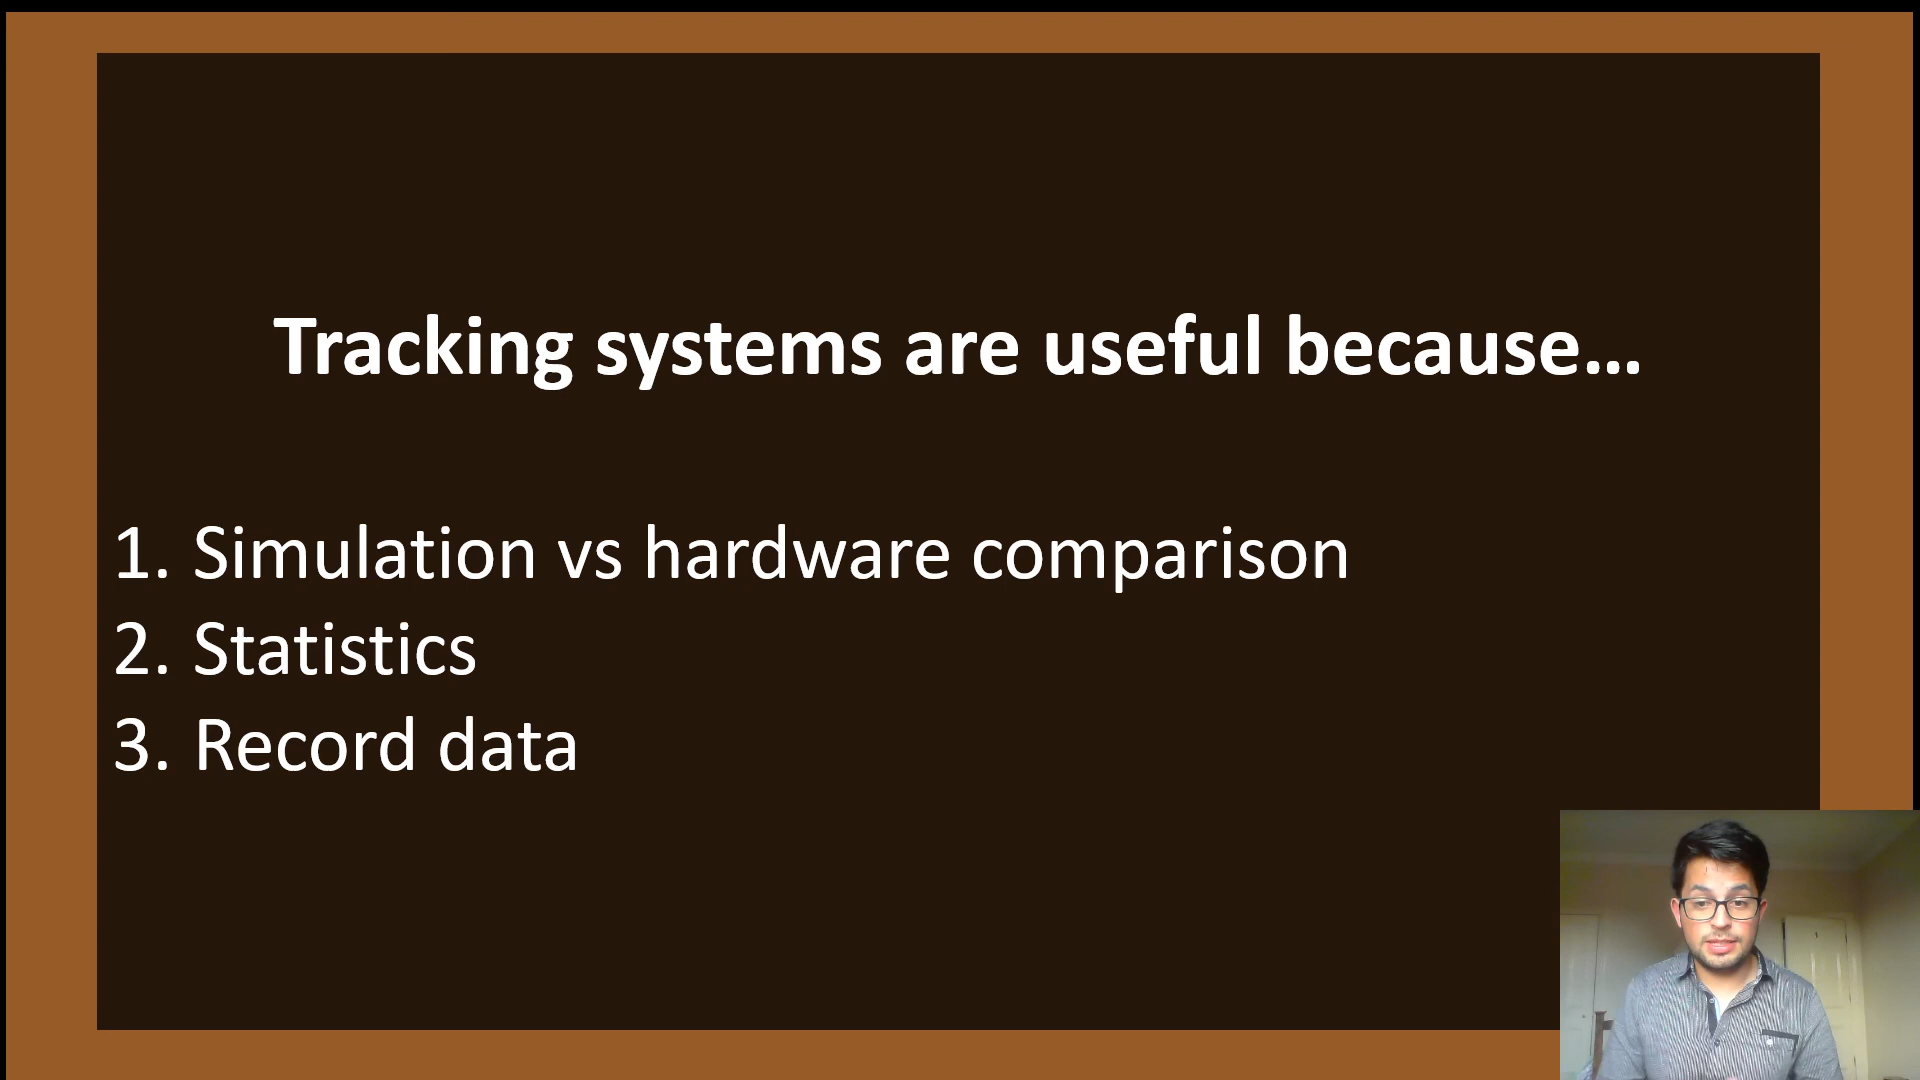 Tracking systems are useful because…
1. Simulation vs hardware comparison
2. Statistics
3. Record data